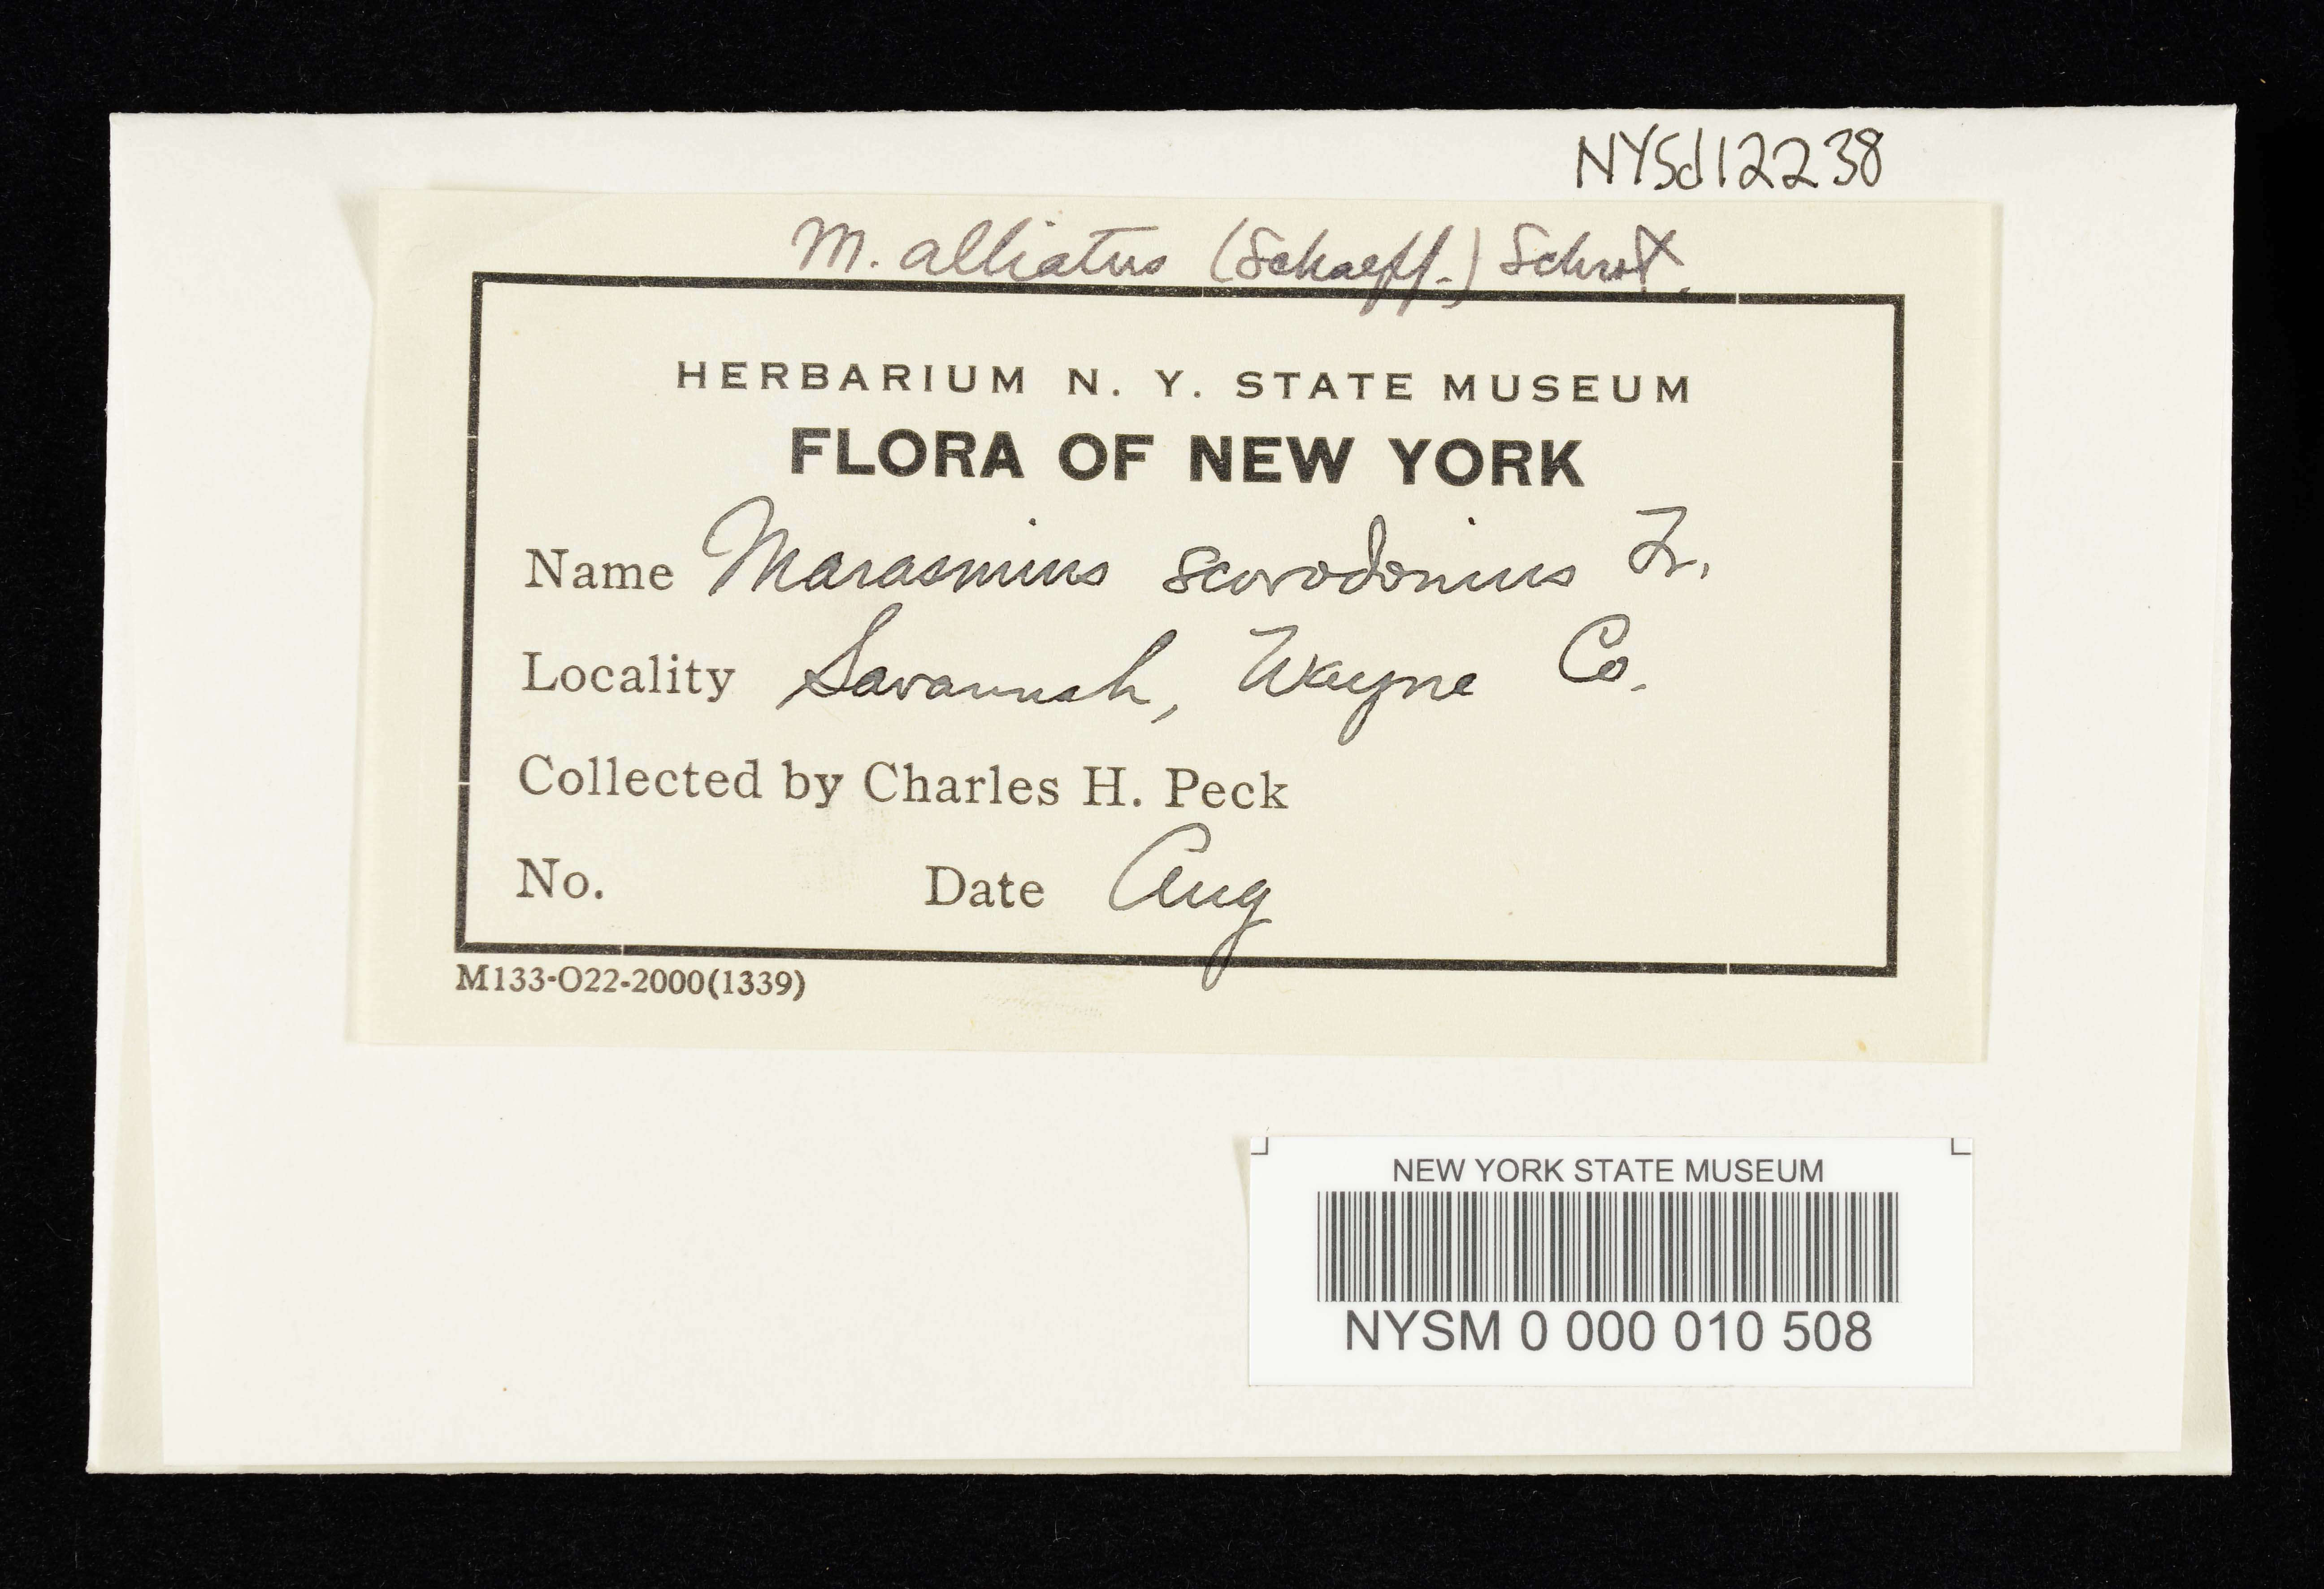 NYSd12238
M. alliatus (Schaeff.) Schroet.
HERBARIUM N. Y. STATE MUSEUM
FLORA OF NEW YORK
Name Marasmius scorodonius Fr.
Locality Savannah, Wayne Co.
Collected by Charles H. Peck
No. Date Aug
M133-O22-2000(1339)
NEW YORK STATE MUSEUM
NYSM 0 000 010 508